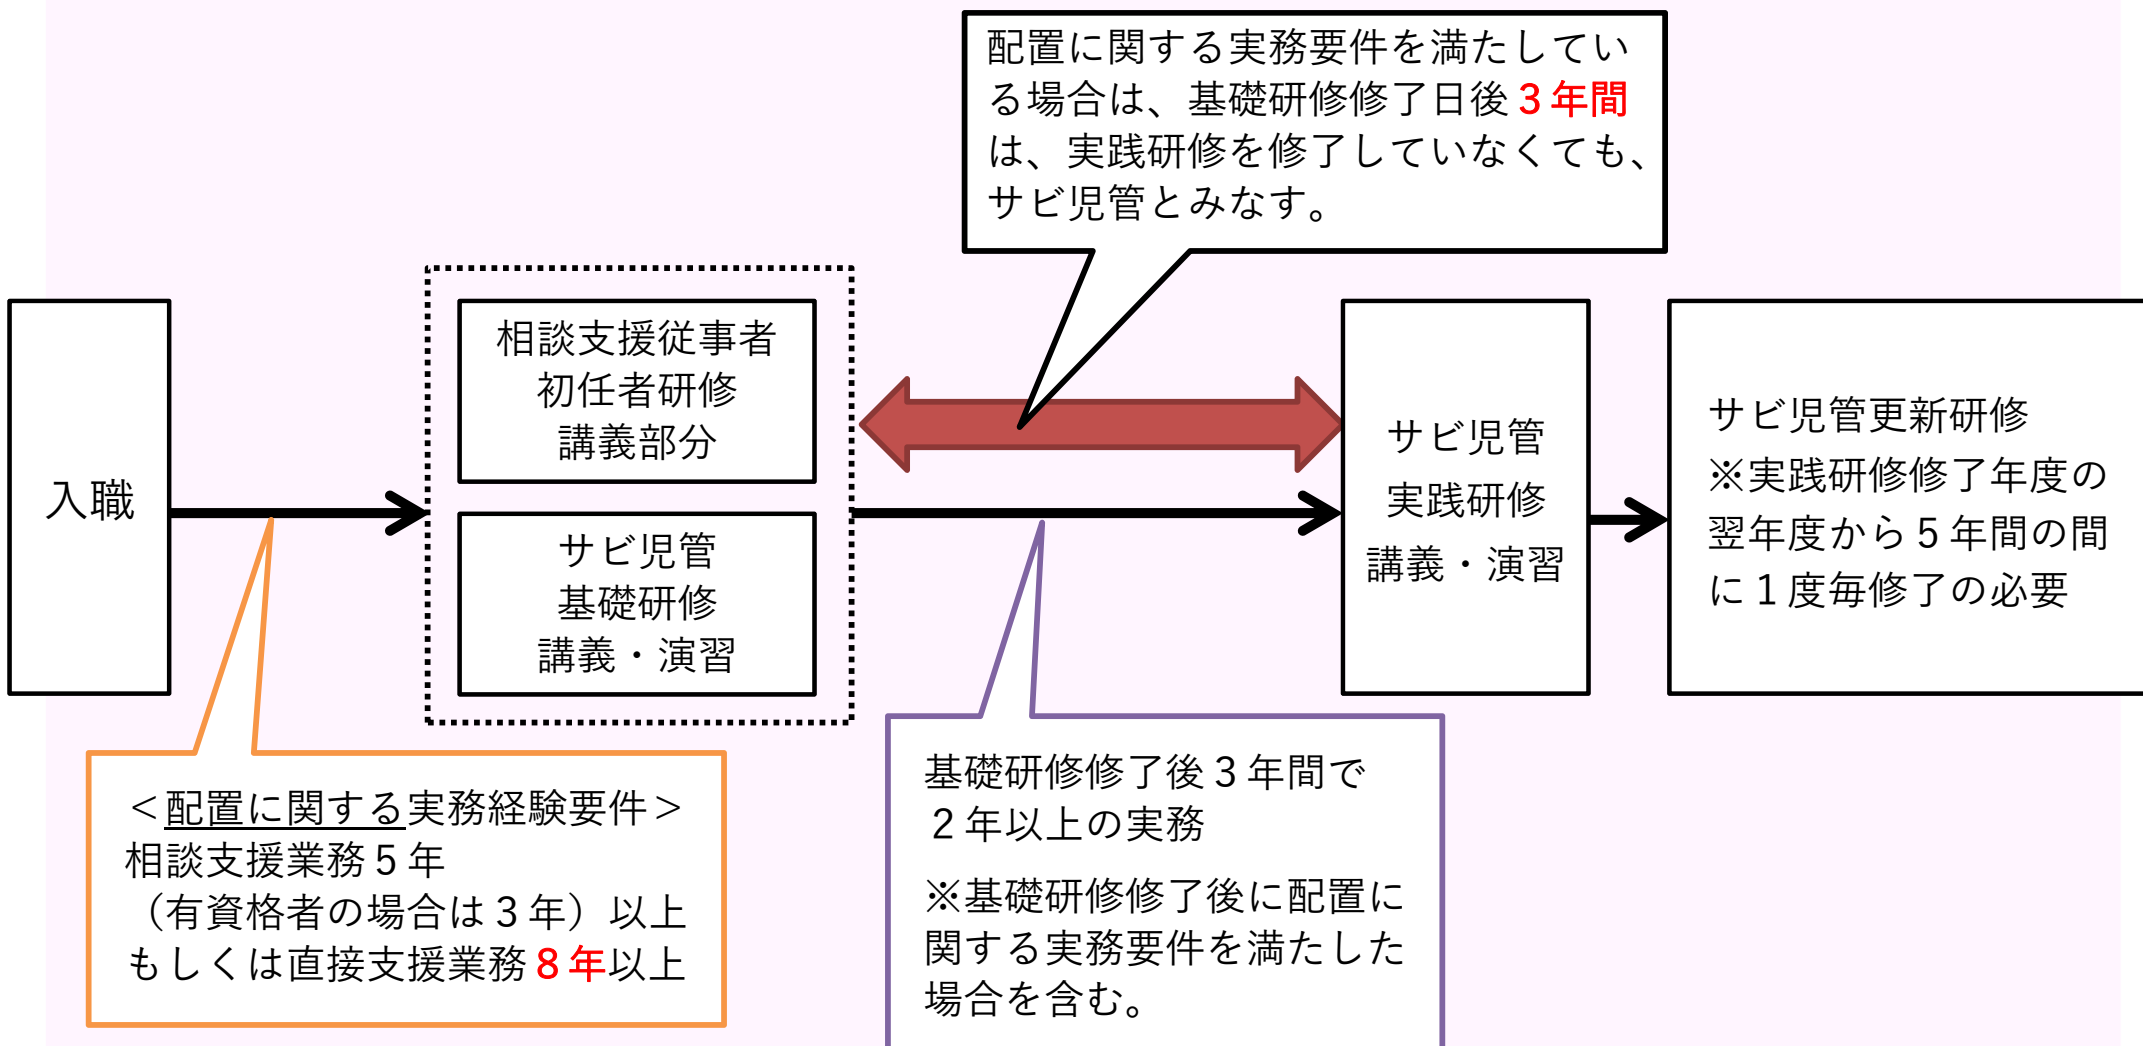 配置に関する実務要件を満たしてい
る場合は、基礎研修修了日後３年間
は、実践研修を修了していなくても、
サビ児管とみなす。
入職
相談支援従事者
初任者研修
講義部分
サビ児管
基礎研修
講義・演習
サビ児管
実践研修
講義・演習
サビ児管更新研修
※実践研修修了年度の
翌年度から５年間の間
に１度毎修了の必要
＜配置に関する実務経験要件＞
相談支援業務５年
（有資格者の場合は３年）以上
もしくは直接支援業務８年以上
基礎研修修了後３年間で
２年以上の実務
※基礎研修修了後に配置に
関する実務要件を満たした
場合を含む。